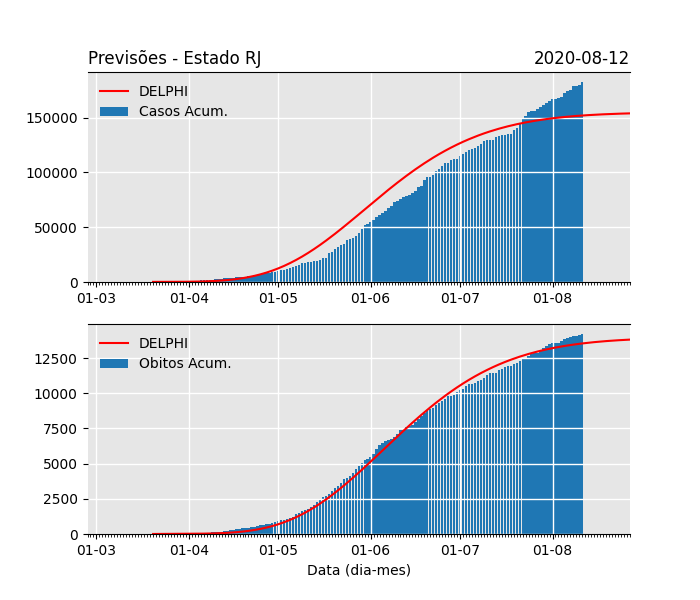 Previsões - Estado RJ 2020-08-12
DELPHI
Casos Acum.
150000
100000
50000
0
01-03 01-04 01-05 01-06 01-07 01-08
DELPHI
Obitos Acum.
12500
10000
7500
5000
2500
0
01-03 01-04 01-05 01-06 01-07 01-08
Data (dia-mes)